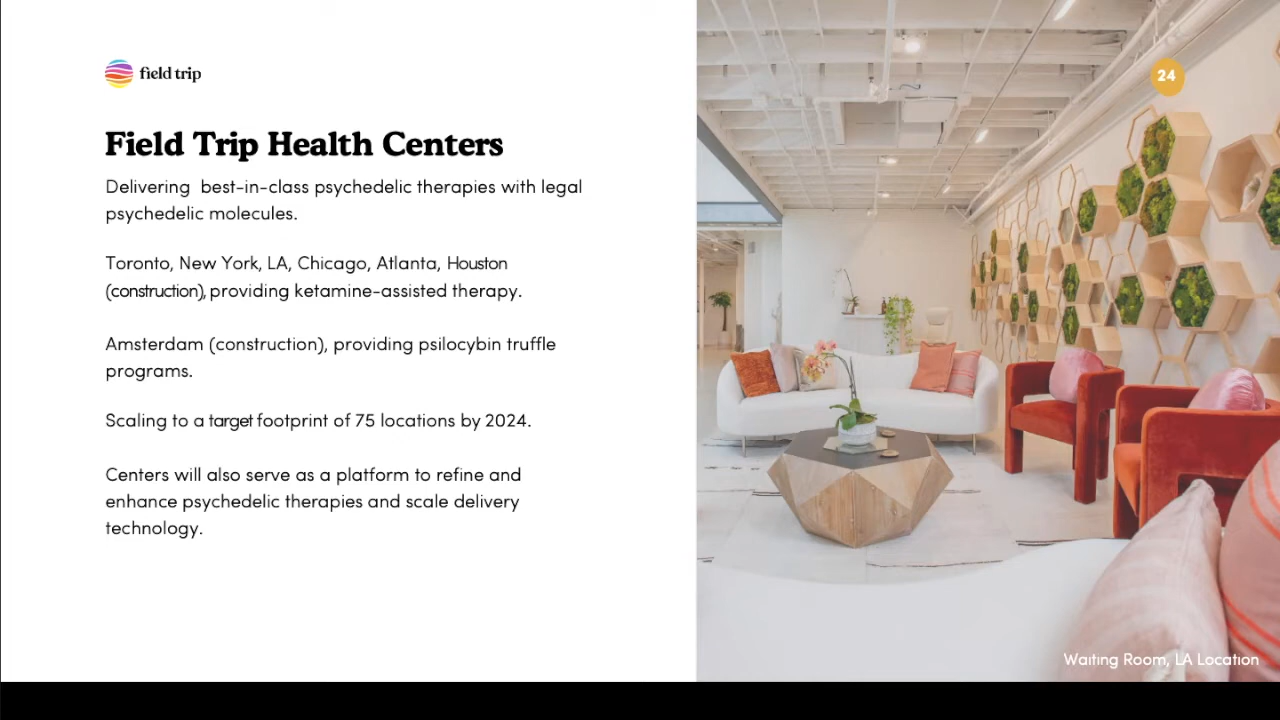 field trip
Field Trip Health Centers
Delivering best-in-class psychedelic therapies with legal
psychedelic molecules.
Toronto, New York, LA, Chicago, Atlanta, Houston
(construction), providing ketamine-assisted therapy.
Amsterdam (construction), providing psilocybin truffle
programs.
Scaling to a target footprint of 75 locations by 2024.
Centers will also serve as a platform to refine and
enhance psychedelic therapies and scale delivery
technology.
24
Waiting Room, LA Location